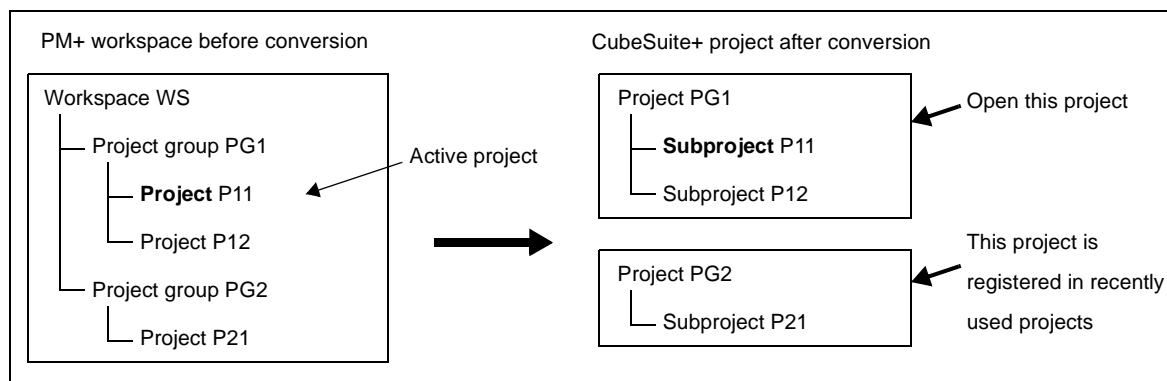 PM+ workspace before conversion
Workspace WS
Project group PG1
Project P11
Project P12
Project group PG2
Project P21
Active project
CubeSuite+ project after conversion
Project PG1
Subproject P11
Subproject P12
Open this project
Project PG2
Subproject P21
This project is
registered in recently
used projects